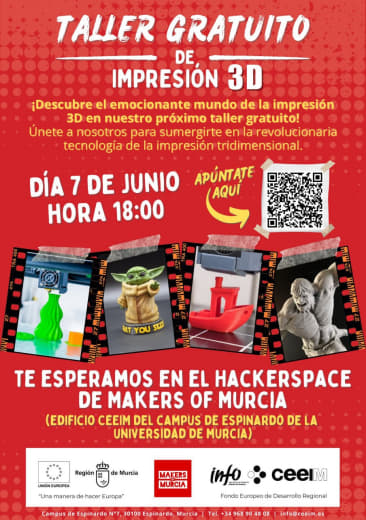 TALLER GRATUITO
DE
IMPRESIÓN 3D
¡Descubre el emocionante mundo de la impresión
3D en nuestro próximo taller gratuito!
Únete a nosotros para sumergirte en la revolucionaria
tecnología de la impresión tridimensional.
DÍA 7 DE JUNIO
HORA 18:00
APÚNTATE
AQUÍ
TE ESPERAMOS EN EL HACKERSPACE
DE MAKERS OF MURCIA
(EDIFICIO CEEIM DEL CAMPUS DE ESPINARDO DE LA
UNIVERSIDAD DE MURCIA)
UNIÓN EUROPEA
Región de Murcia
MAKERS
MURCIA
info
ceeiM
"Una manera de hacer Europa"
Fondo Europeo de Desarrollo Regional
Campus de Espinardo Nº7, 30100 Espinardo, Murcia | Tel. +34 968 90 48 08 | info@ceeim.es